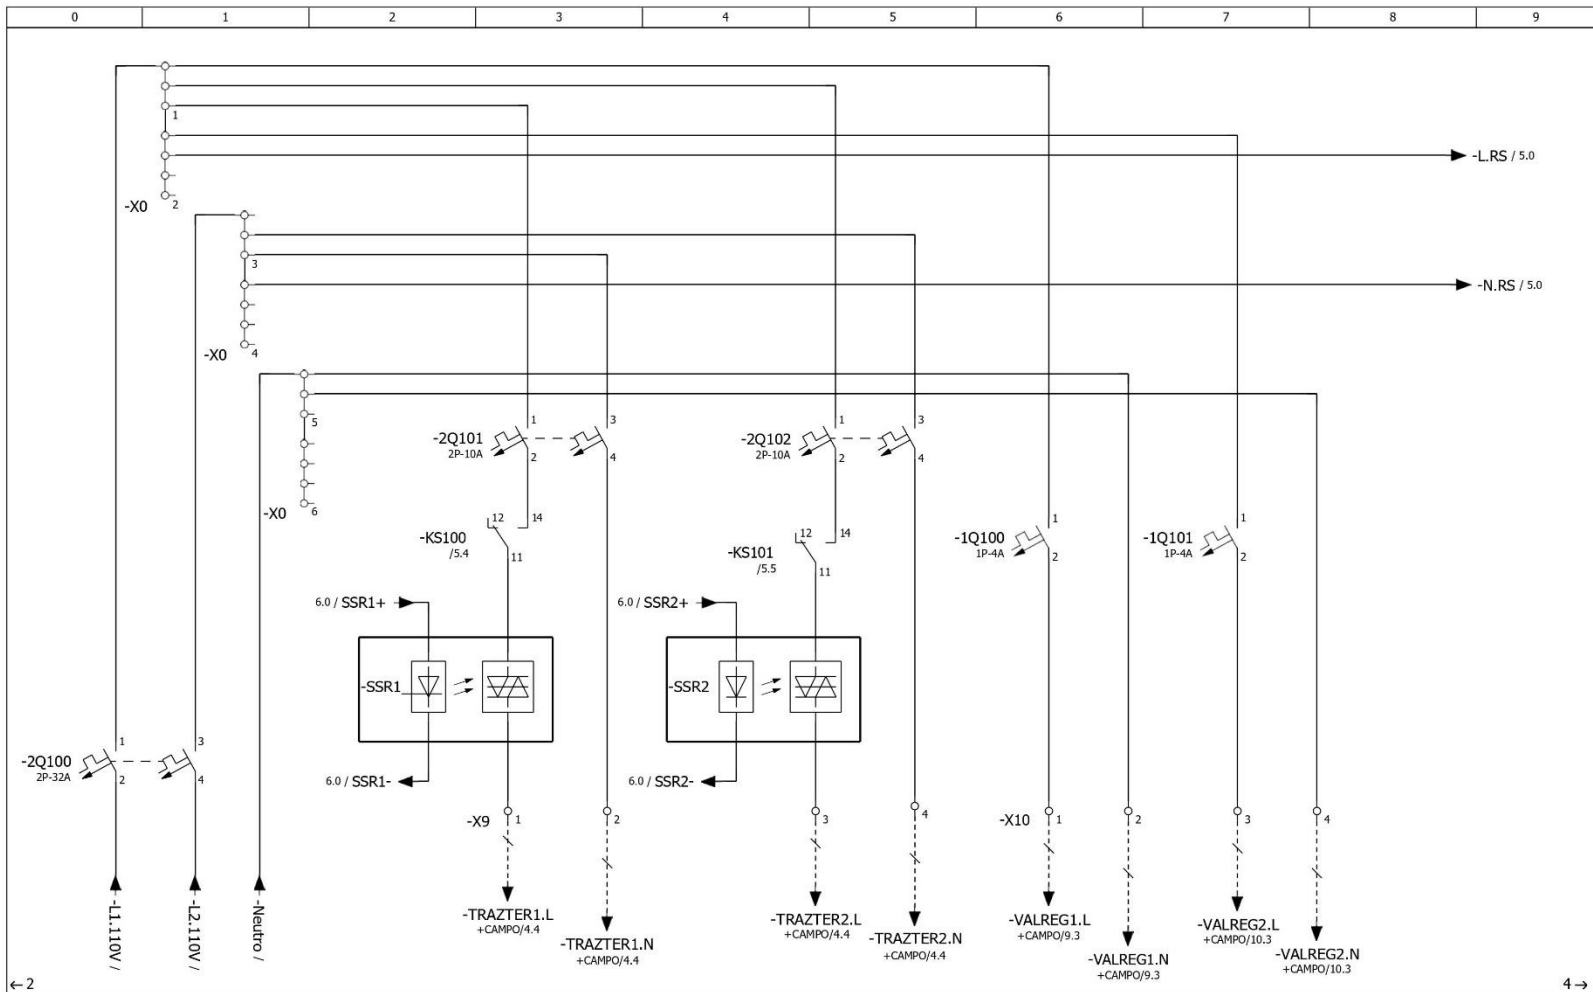 0 1 2 3 4 5 6 7 8 9
1
-L.RS / 5.0
-X0 2
3
-N.RS / 5.0
-X0 4
5
-X0 6
-2Q101
2P-10A
1 2
3 4
-2Q102
2P-10A
1 2
3 4
-KS100
/5.4
12 14
11
-KS101
/5.5
12 14
11
-1Q100
1P-4A
1
2
-1Q101
1P-4A
1
2
6.0 / SSR1+
6.0 / SSR2+
-SSR1
-SSR2
-2Q100
2P-32A
1 2
3 4
6.0 / SSR1-
6.0 / SSR2-
-X9 1 2 3 4
-X10 1 2 3 4
-L1.110V /
-L2.110V /
-Neutro /
-TRAZTER1.L
+CAMPO/4.4
-TRAZTER1.N
+CAMPO/4.4
-TRAZTER2.L
+CAMPO/4.4
-TRAZTER2.N
+CAMPO/4.4
-VALREG1.L
+CAMPO/9.3
-VALREG1.N
+CAMPO/9.3
-VALREG2.L
+CAMPO/10.3
-VALREG2.N
+CAMPO/10.3
←2
4→